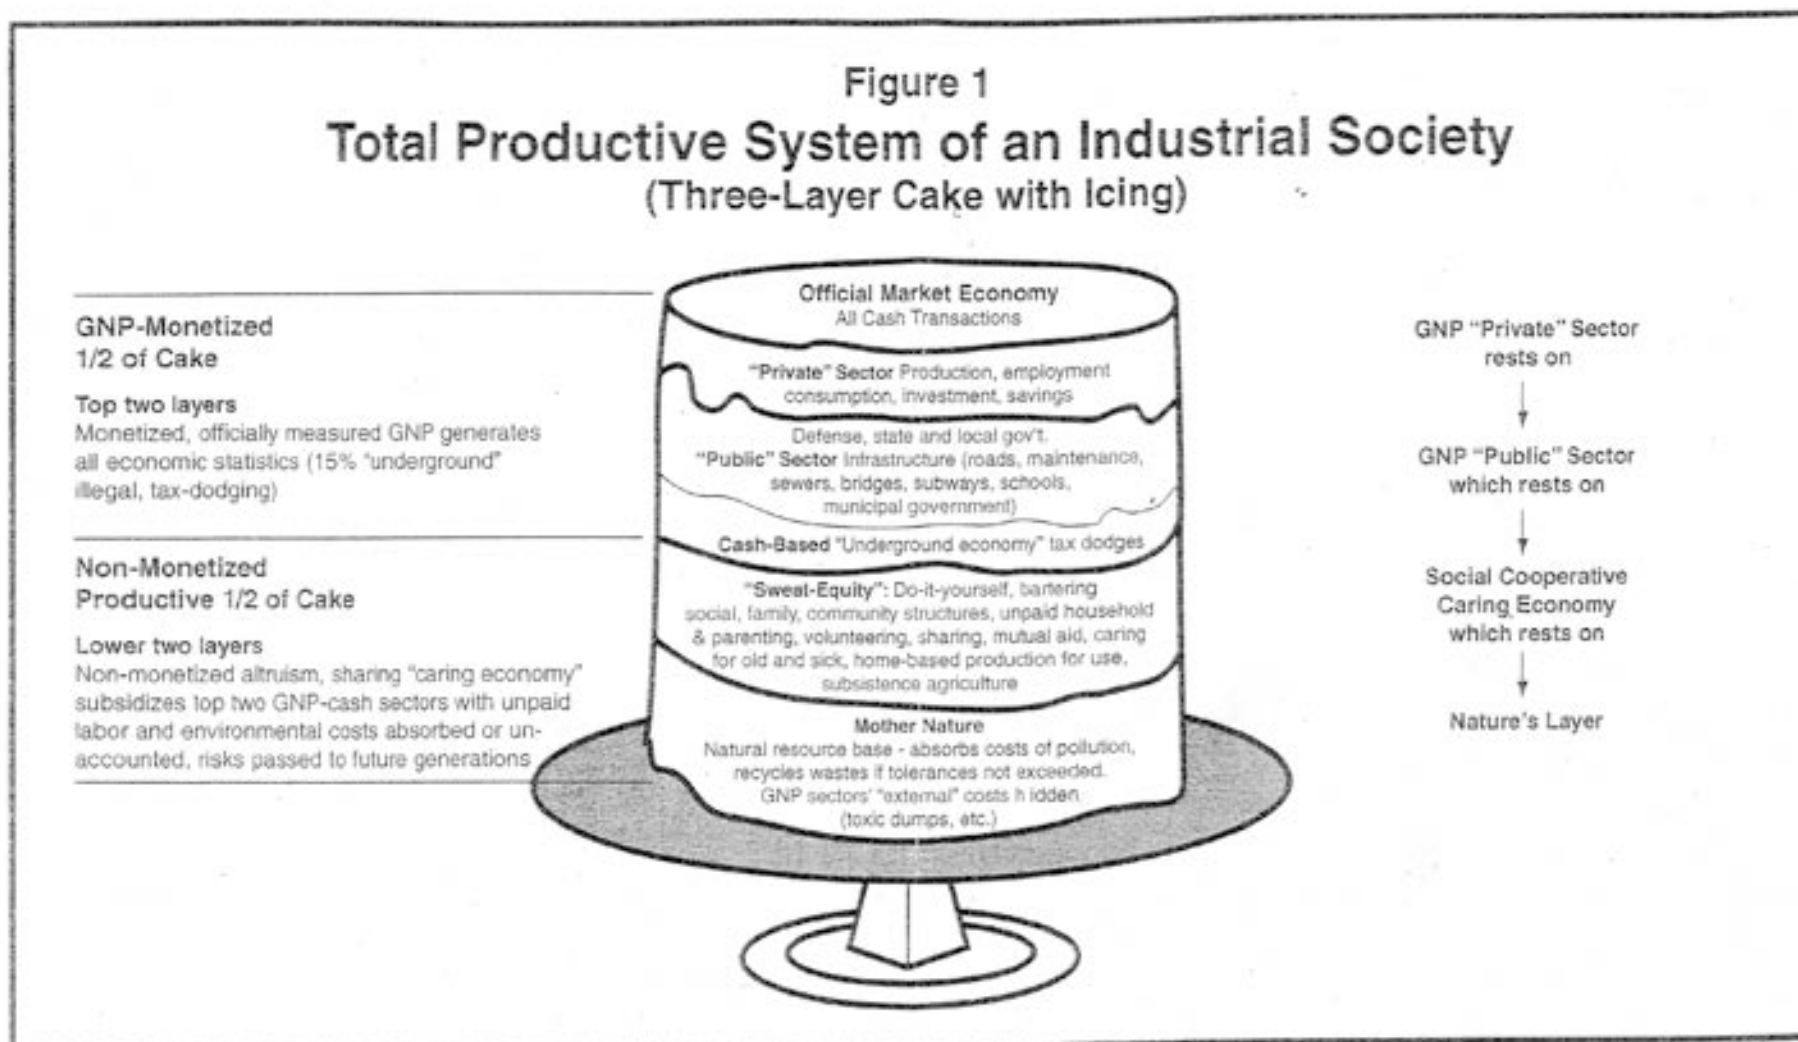 Figure 1
Total Productive System of an Industrial Society
(Three-Layer Cake with Icing)
GNP-Monetized
1/2 of Cake
Top two layers
Monetized, officially measured GNP generates
all economic statistics (15% "underground"
illegal, tax-dodging)
Non-Monetized
Productive 1/2 of Cake
Lower two layers
Non-monetized altruism, sharing "caring economy"
subsidizes top two GNP-cash sectors with unpaid
labor and environmental costs absorbed or un-
accounted, risks passed to future generations
Official Market Economy
All Cash Transactions
"Private" Sector Production, employment
consumption, investment, savings
Defense, state and local gov't.
"Public" Sector Infrastructure (roads, maintenance,
sewers, bridges, subways, schools,
municipal government)
Cash-Based "Underground economy" tax dodges
"Sweat-Equity": Do-it-yourself, bartering
social, family, community structures, unpaid household
& parenting, volunteering, sharing, mutual aid, caring
for old and sick, home-based production for use,
subsistence agriculture
Mother Nature
Natural resource base - absorbs costs of pollution,
recycles wastes if tolerances not exceeded.
GNP sectors' "external" costs h idden
(toxic dumps, etc.)
GNP "Private" Sector
rests on
GNP "Public" Sector
which rests on
Social Cooperative
Caring Economy
which rests on
Nature's Layer